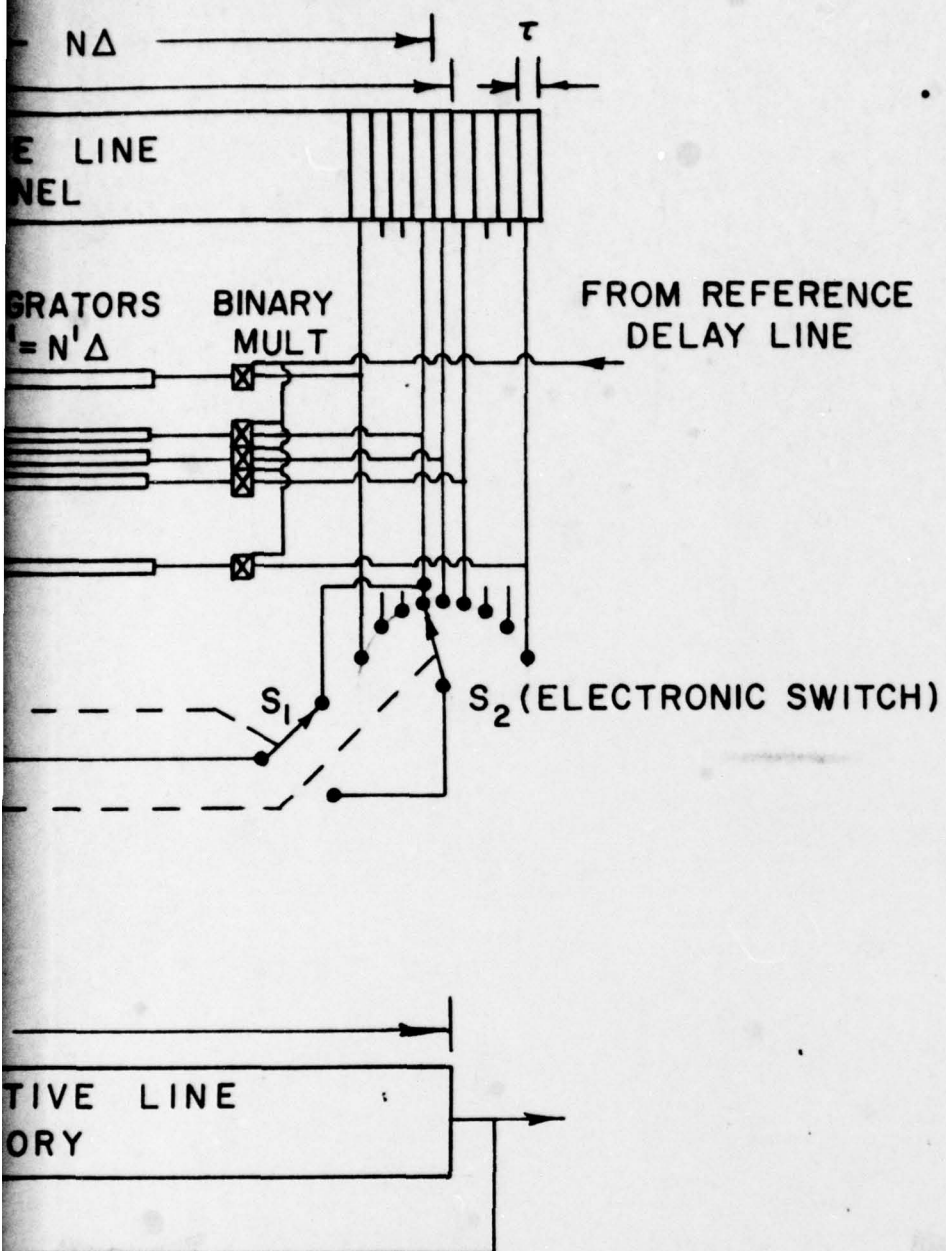 NΔ
τ
E LINE
NEL
GRATORS
'= N'Δ
BINARY
MULT
FROM REFERENCE
DELAY LINE
S₁
S₂ (ELECTRONIC SWITCH)
TIVE LINE
ORY